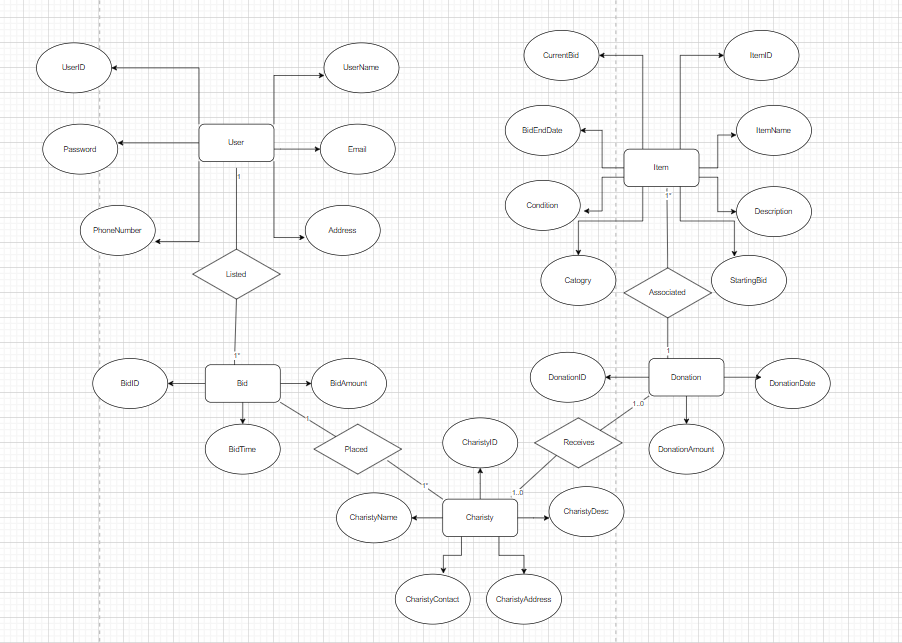 CurrentBid
ItemID
UserID
UserName
BidEndDate
ItemName
User
Password
Email
Item
1
1*
Condition
Description
PhoneNumber
Address
Listed
Catogry
StartingBid
Associated
1*
1
BidID
Bid
BidAmount
DonationID
Donation
DonationDate
1..0
1
BidTime
Placed
CharistyID
Receives
DonationAmount
1*
1..0
CharistyName
Charisty
CharistyDesc
CharistyContact
CharistyAddress